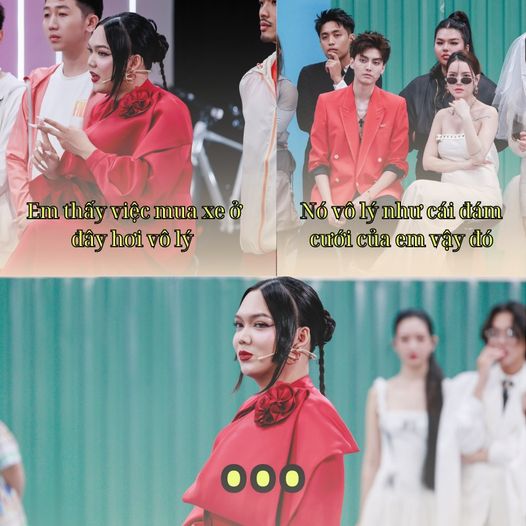 Em thấy việc mua xe ở
đây hơi vô lý
Nó vô lý như cái đám
cưới của em vậy đó
ooo